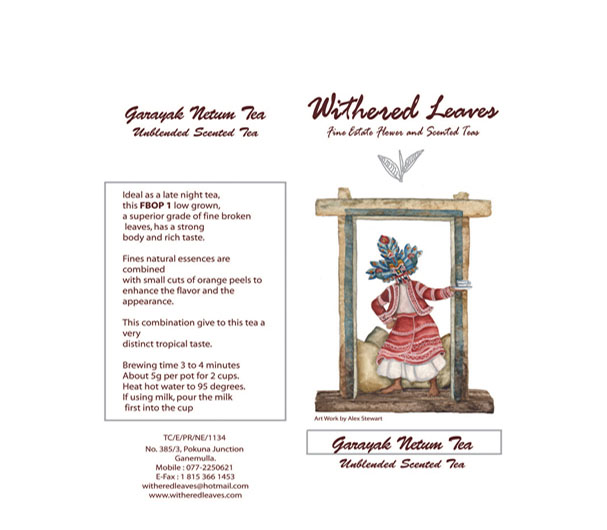 Garayak Netum Tea
Unblended Scented Tea
Ideal as a late night tea,
this FBOP 1 low grown,
a superior grade of fine broken
leaves, has a strong
body and rich taste.
Fines natural essences are
combined
with small cuts of orange peels to
enhance the flavor and the
appearance.
This combination give to this tea a
very
distinct tropical taste.
Brewing time 3 to 4 minutes
About 5g per pot for 2 cups.
Heat hot water to 95 degrees.
If using milk, pour the milk
first into the cup
TC/E/PR/NE/1134
No. 385/3, Pokuna Junction
Ganemulla.
Mobile : 077-2250621
E-Fax : 1 815 366 1453
witheredleaves@hotmail.com
www.witheredleaves.com
Withered Leaves
Fine Estate Flower and Scented Teas
Art Work by Alex Stewart
Garayak Netum Tea
Unblended Scented Tea